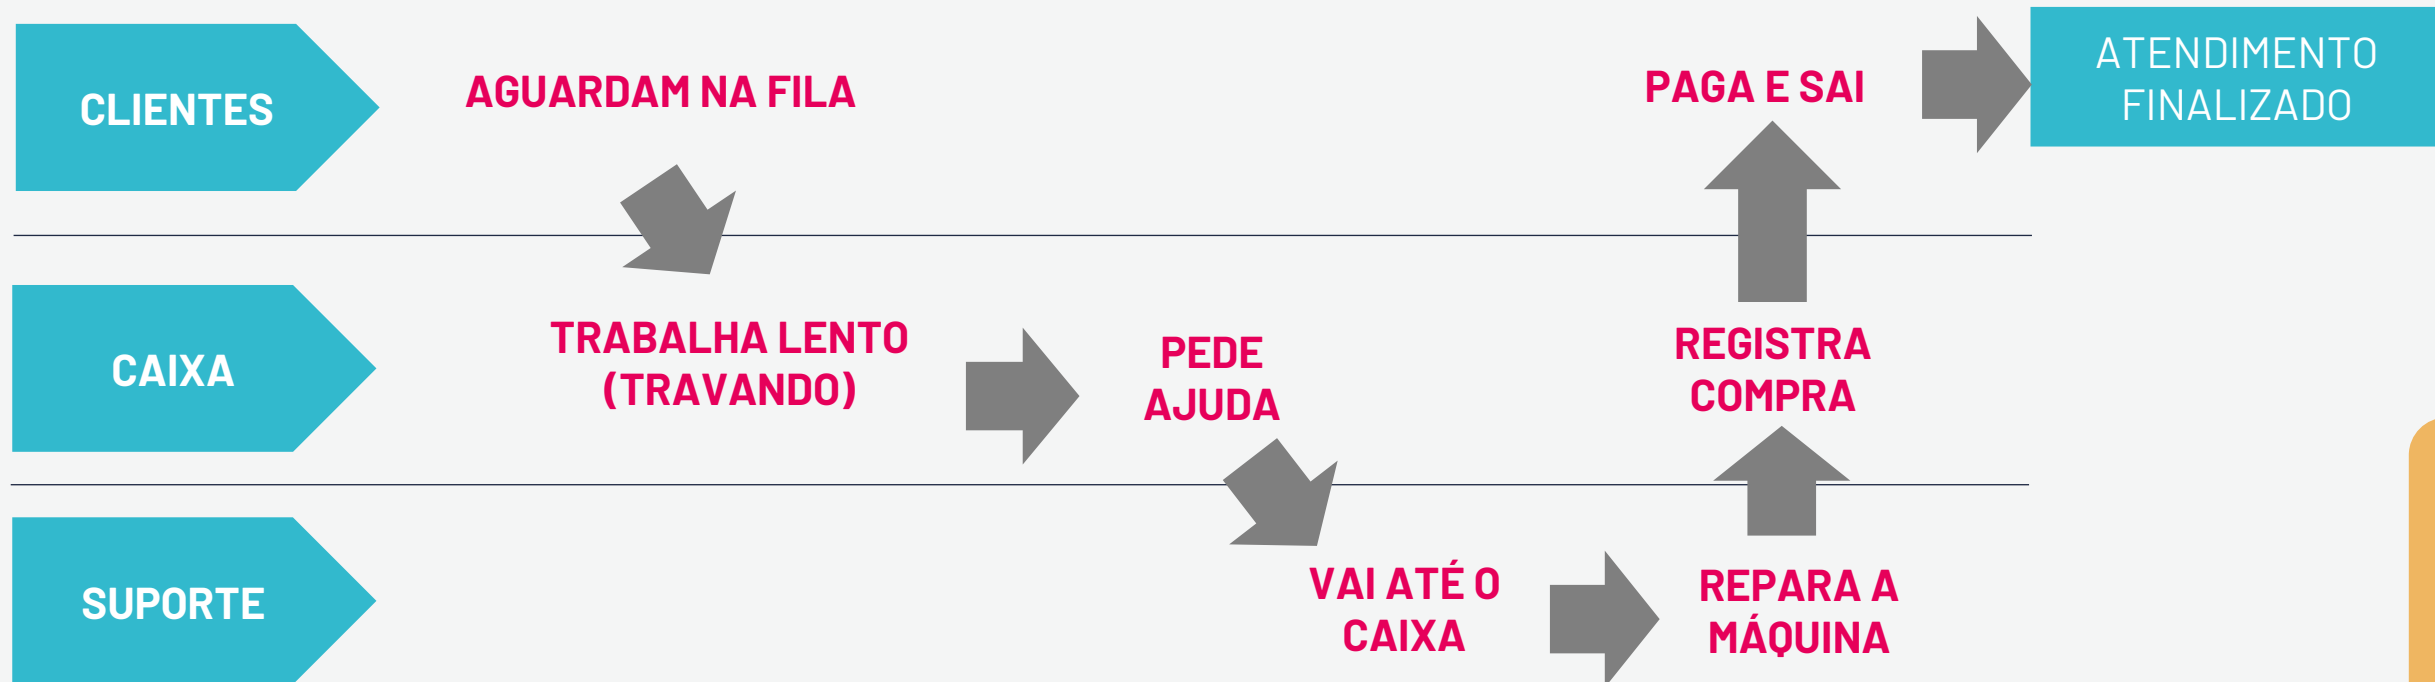 CLIENTES
AGUARDAM NA FILA
PAGA E SAI
ATENDIMENTO
FINALIZADO
CAIXA
TRABALHA LENTO
(TRAVANDO)
PEDE
AJUDA
REGISTRA
COMPRA
SUPORTE
VAI ATÉ O
CAIXA
REPARA A
MÁQUINA